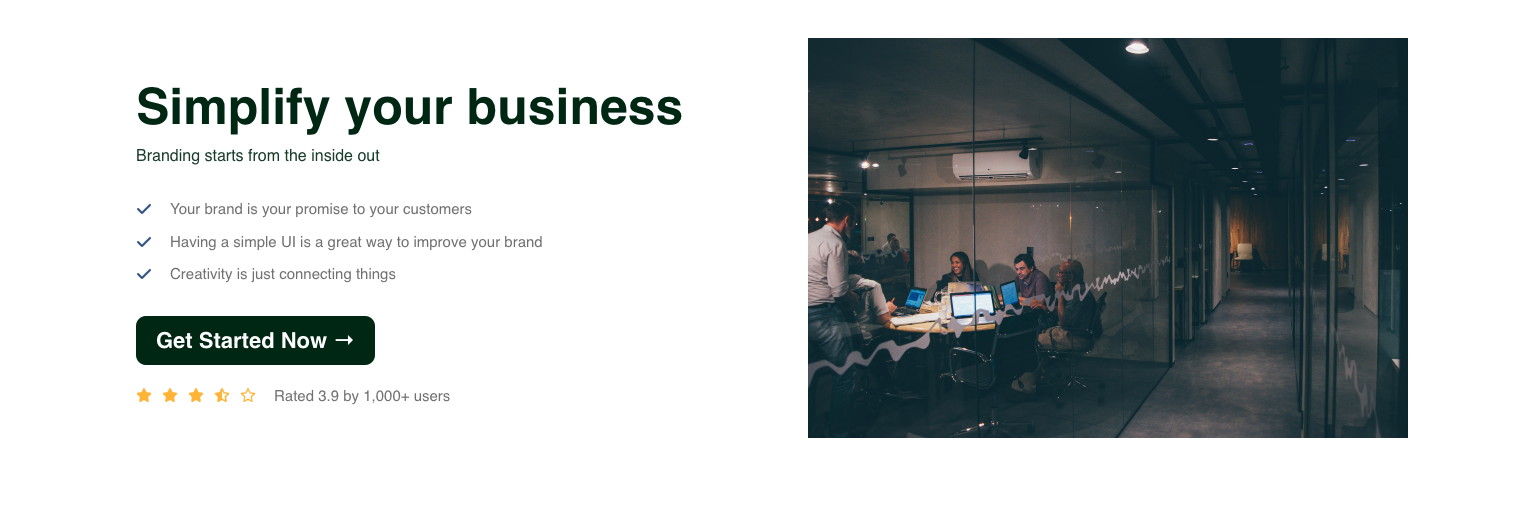 Simplify your business
Branding starts from the inside out
Your brand is your promise to your customers
Having a simple UI is a great way to improve your brand
Creativity is just connecting things
Get Started Now →
Rated 3.9 by 1,000+ users